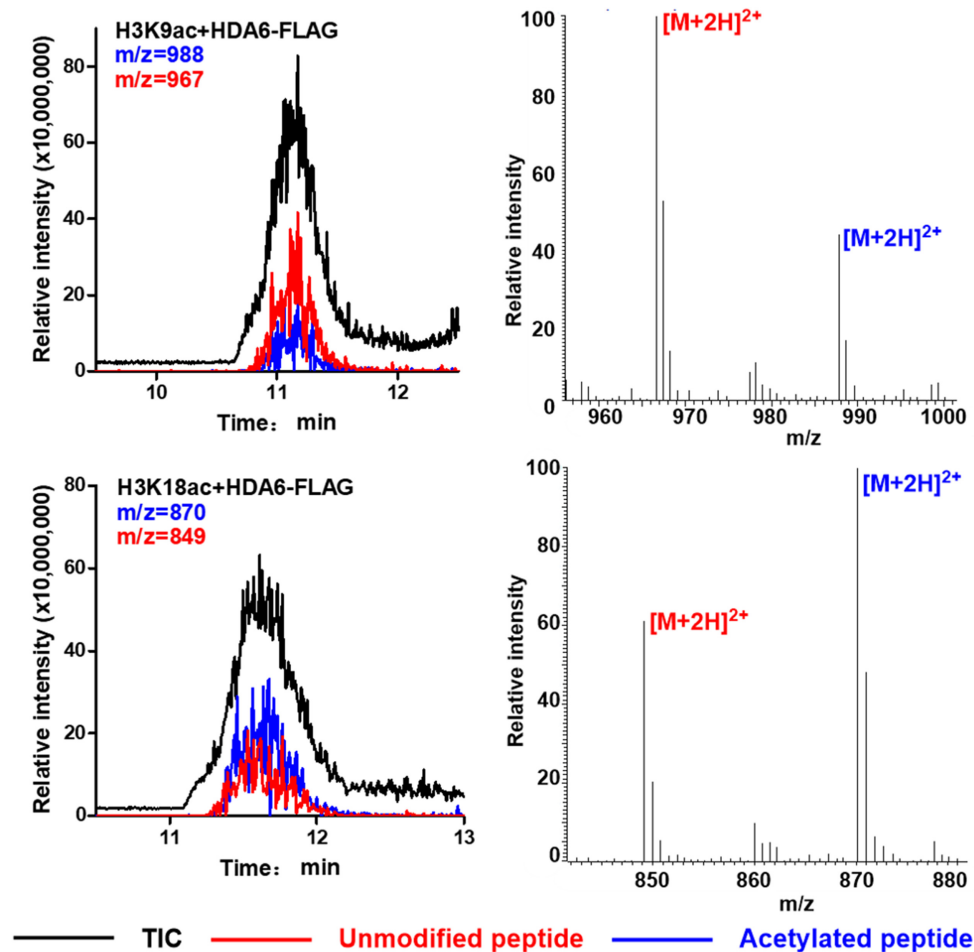 H3K9ac+HDA6-FLAG
m/z=988
m/z=967
Relative intensity (x10,000,000)
80
60
40
20
0
10
11
12
Time: min
[M+2H]2+
[M+2H]2+
Relative intensity
100
80
60
40
20
0
960
970
980
990
1000
m/z
H3K18ac+HDA6-FLAG
m/z=870
m/z=849
Relative intensity (x10,000,000)
80
60
40
20
0
11
12
13
Time: min
[M+2H]2+
[M+2H]2+
Relative intensity
100
80
60
40
20
0
850
860
870
880
m/z
TIC
Unmodified peptide
Acetylated peptide